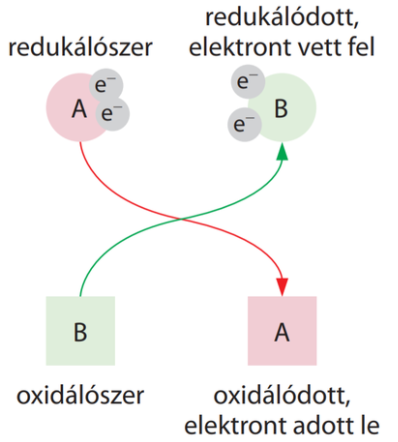 redukálódott,
redukálószer
elektront vett fel
A
e⁻
e⁻
e⁻
e⁻
B
B
A
oxidálószer
oxidálódott,
elektront adott le